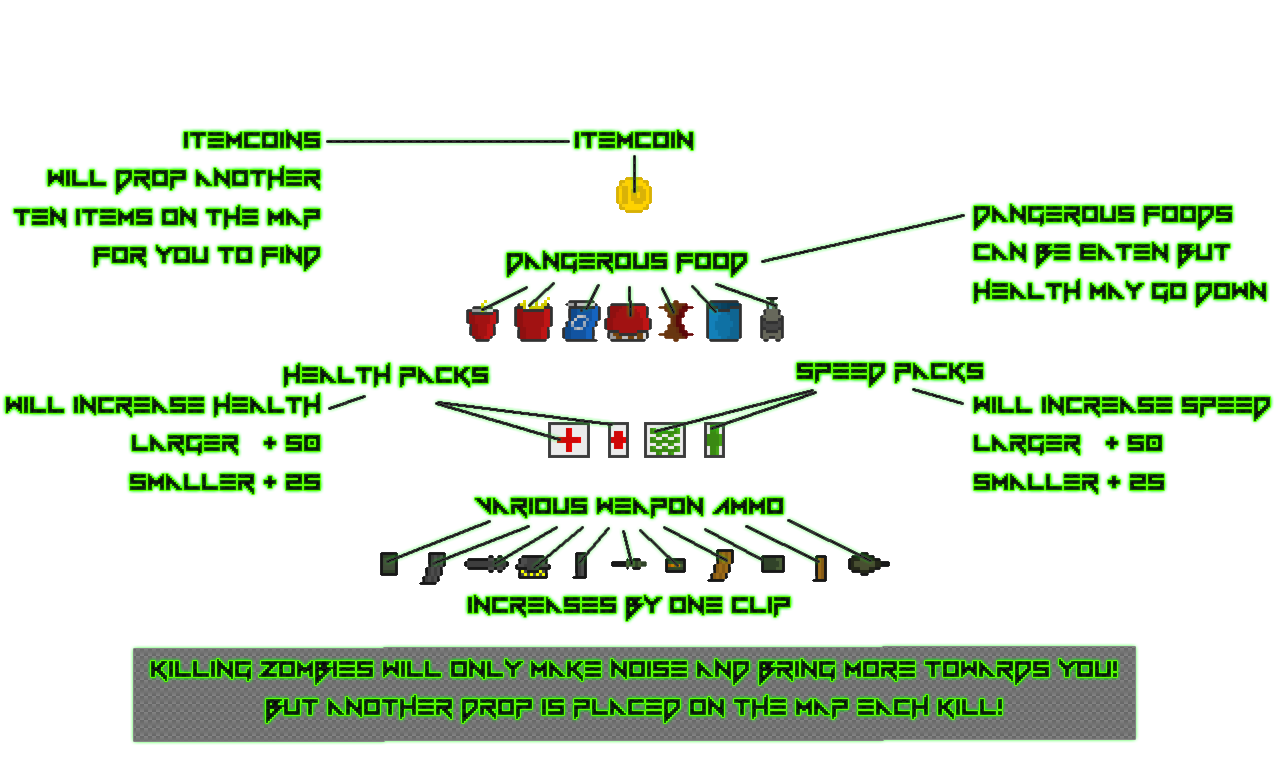 ITEMCOINS
WILL DROP ANOTHER
TEN ITEMS ON THE MAP
FOR YOU TO FIND
ITEMCOIN
DANGEROUS FOOD
DANGEROUS FOODS
CAN BE EATEN BUT
HEALTH MAY GO DOWN
HEALTH PACKS
WILL INCREASE HEALTH
LARGER + 50
SMALLER + 25
SPEED PACKS
WILL INCREASE SPEED
LARGER + 50
SMALLER + 25
VARIOUS WEAPON AMMO
INCREASES BY ONE CLIP
KILLING ZOMBIES WILL ONLY MAKE NOISE AND BRING MORE TOWARDS YOU!
BUT ANOTHER DROP IS PLACED ON THE MAP EACH KILL!